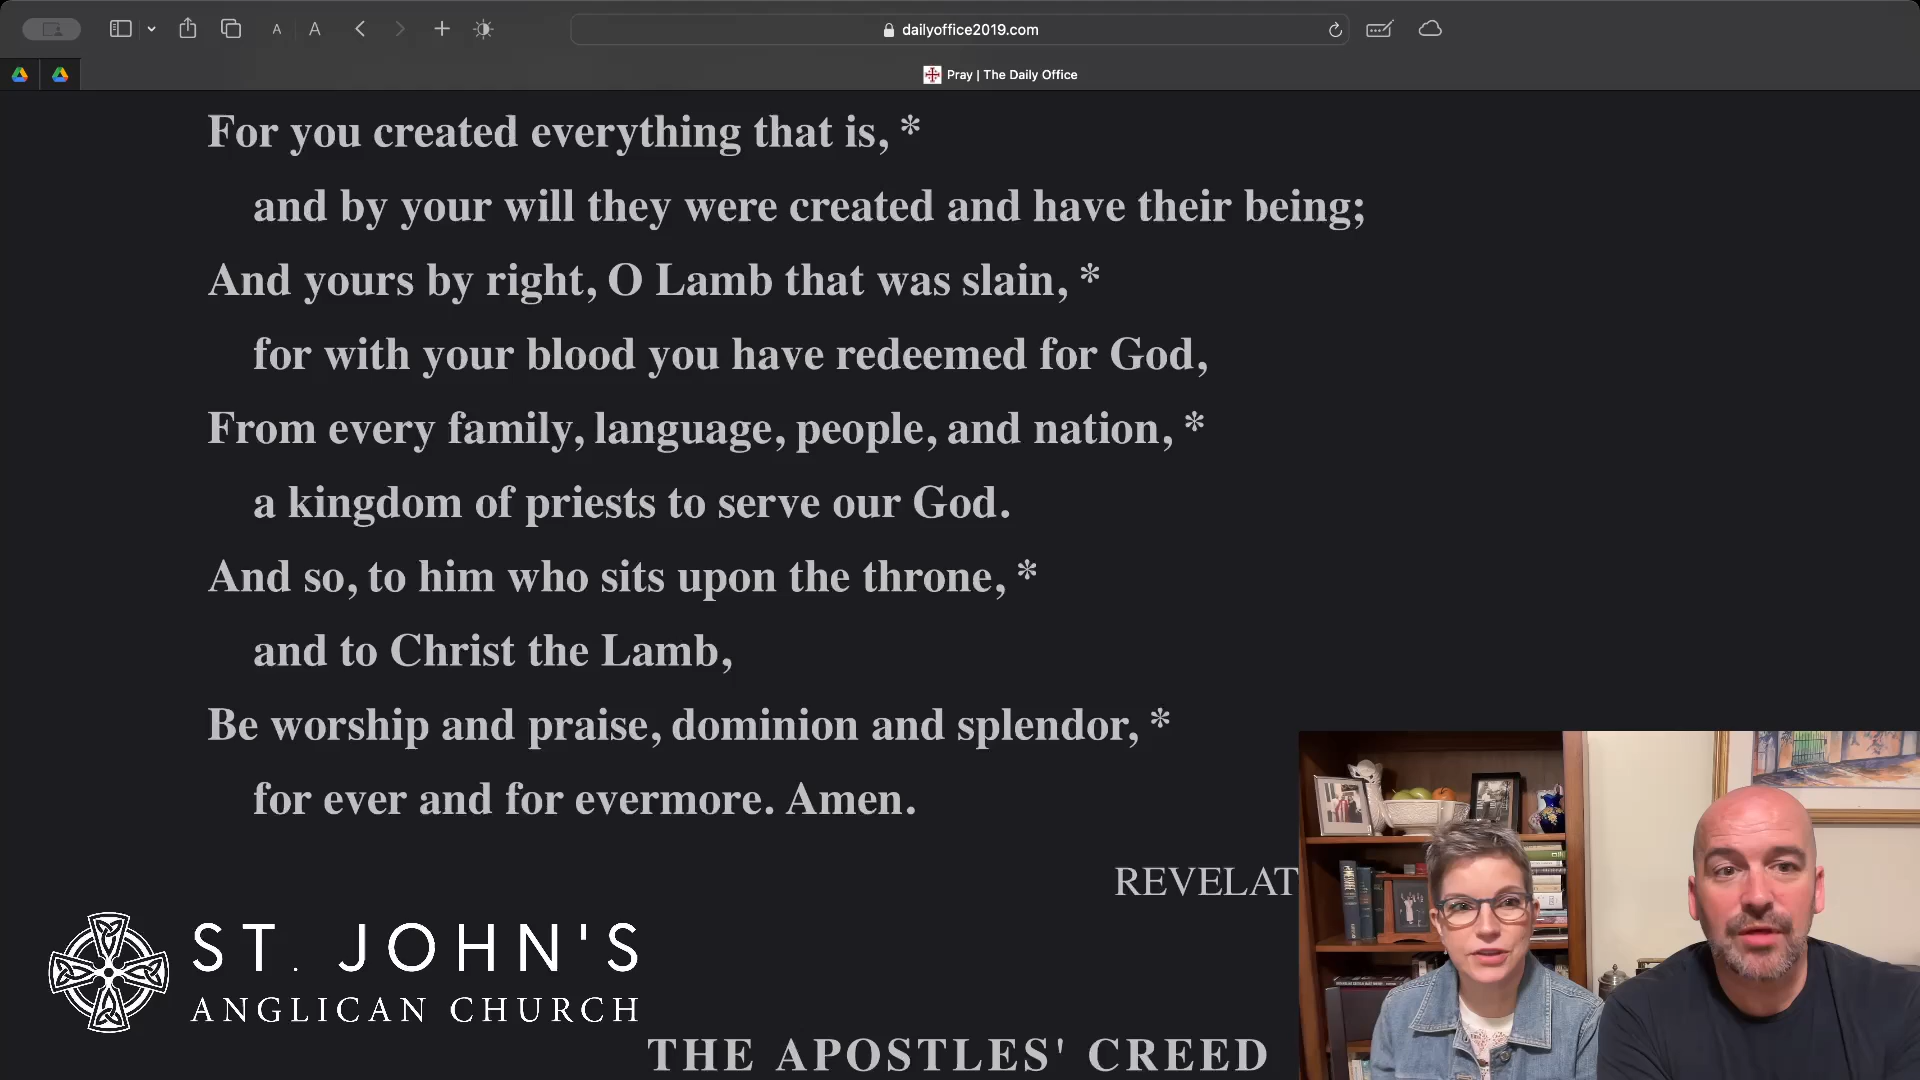 A A
dailyoffice2019.com
Pray | The Daily Office
For you created everything that is, *
and by your will they were created and have their being;
And yours by right, O Lamb that was slain, *
for with your blood you have redeemed for God,
From every family, language, people, and nation, *
a kingdom of priests to serve our God.
And so, to him who sits upon the throne, *
and to Christ the Lamb,
Be worship and praise, dominion and splendor, *
for ever and for evermore. Amen.
REVELAT
ST. JOHN'S
ANGLICAN CHURCH
THE APOSTLES' CREED